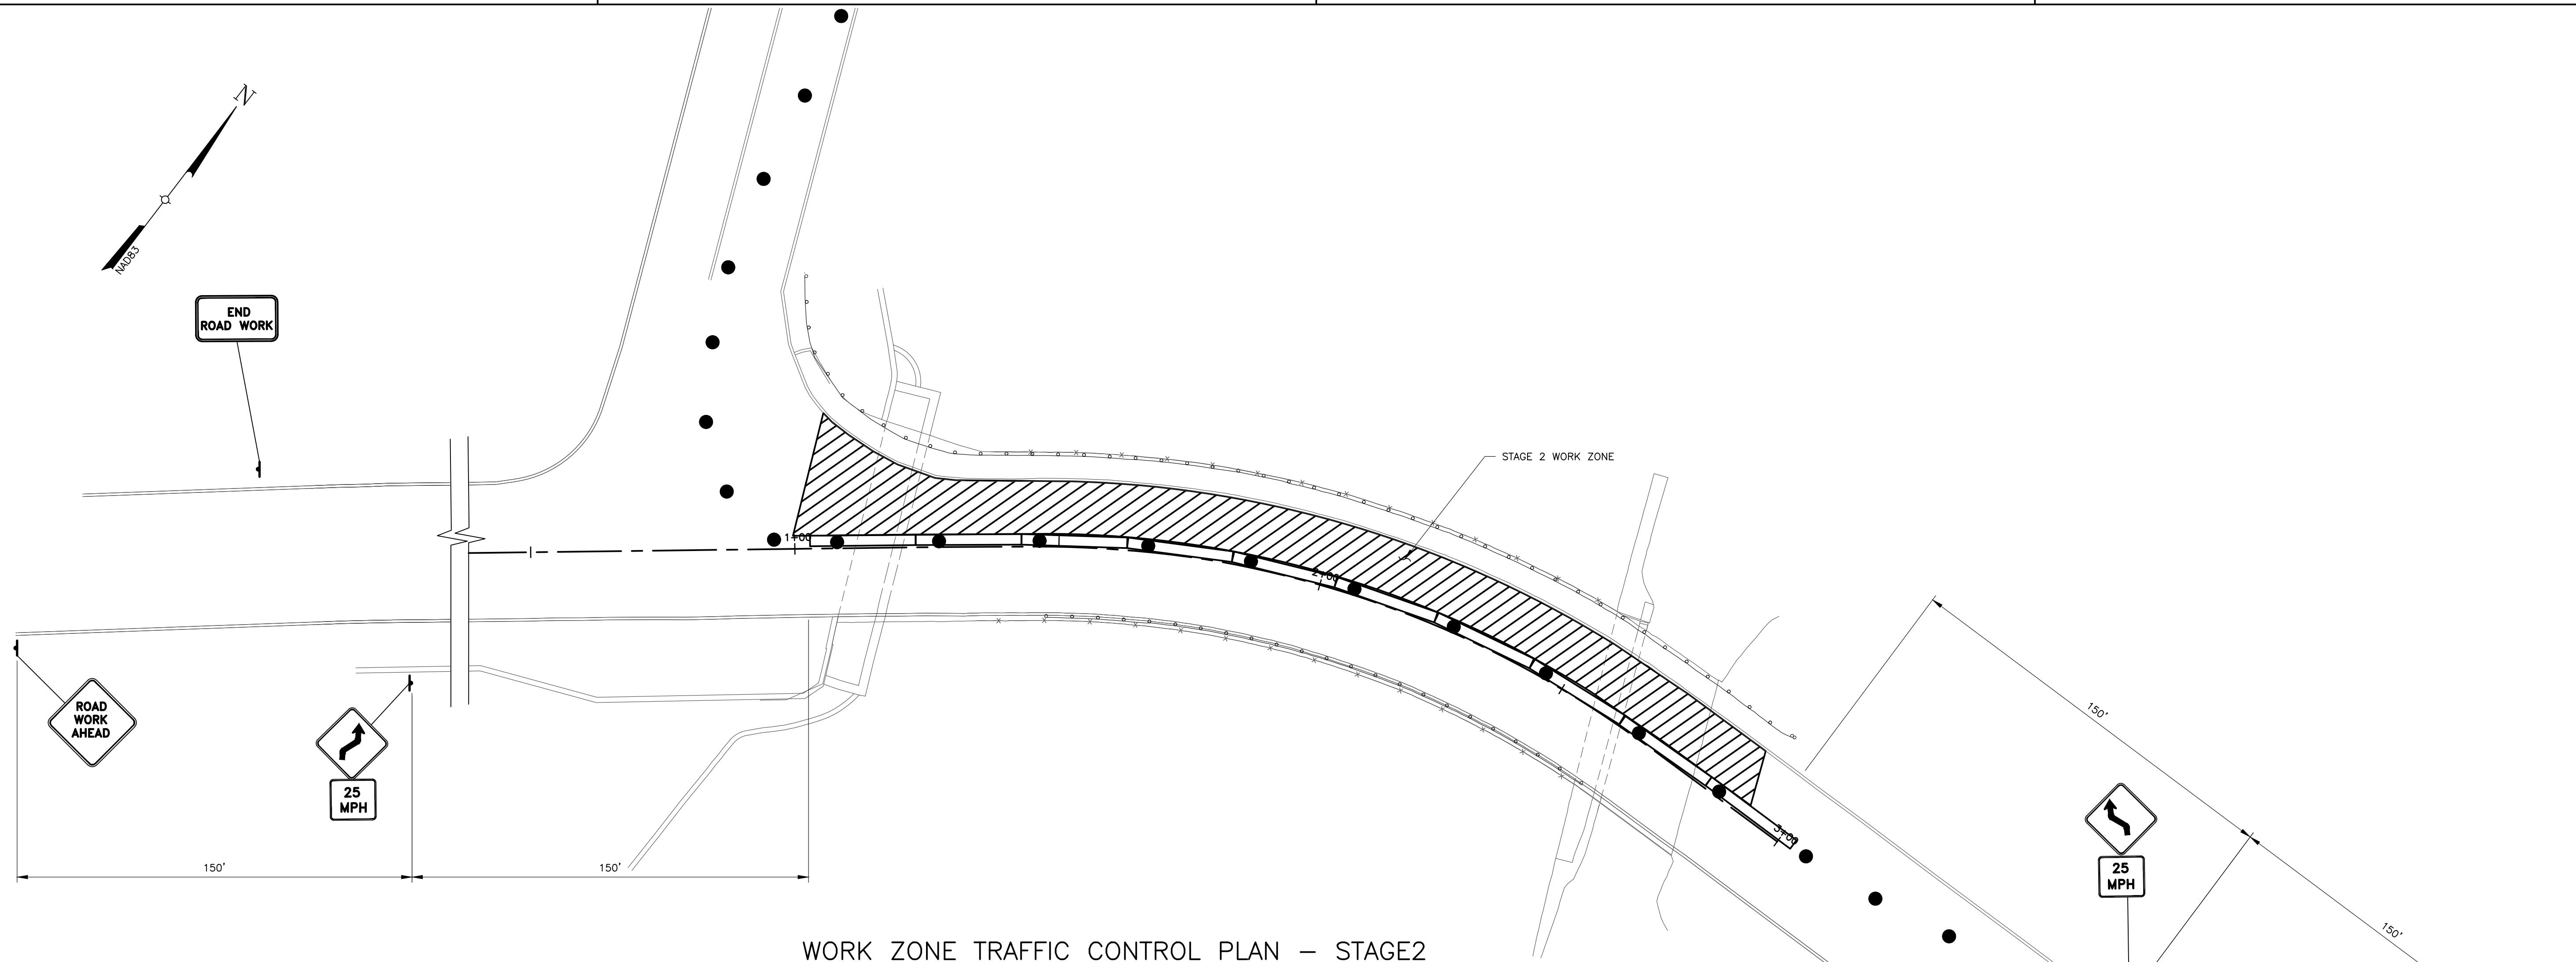 N
NAD83
END
ROAD WORK
STAGE 2 WORK ZONE
1+00
2+00
3+00
ROAD
WORK
AHEAD
25
MPH
150'
150'
150'
150'
25
MPH
WORK ZONE TRAFFIC CONTROL PLAN – STAGE2